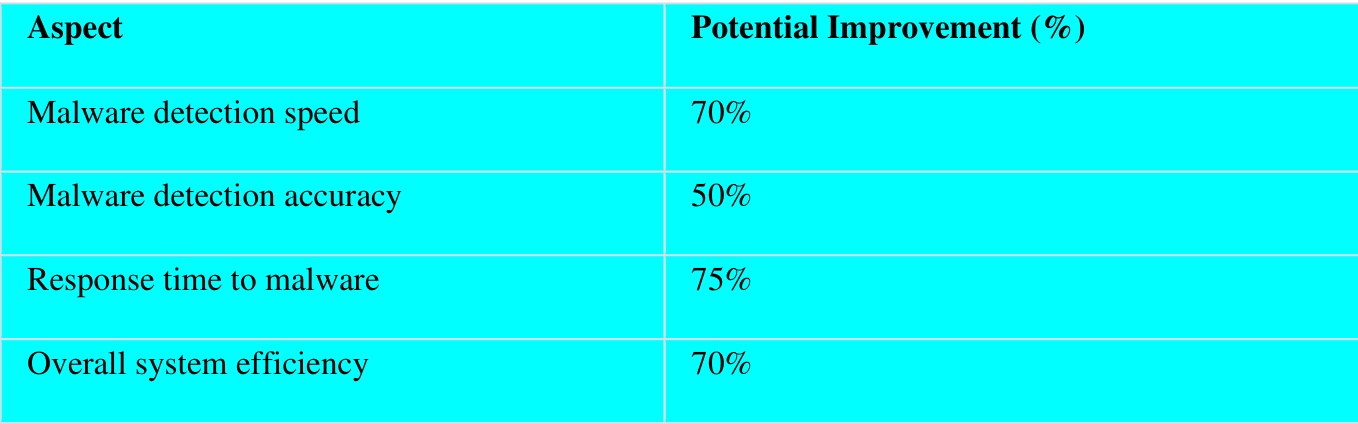 Aspect Potential Improvement (%)
Malware detection speed 70%
Malware detection accuracy 50%
Response time to malware 75%
Overall system efficiency 70%